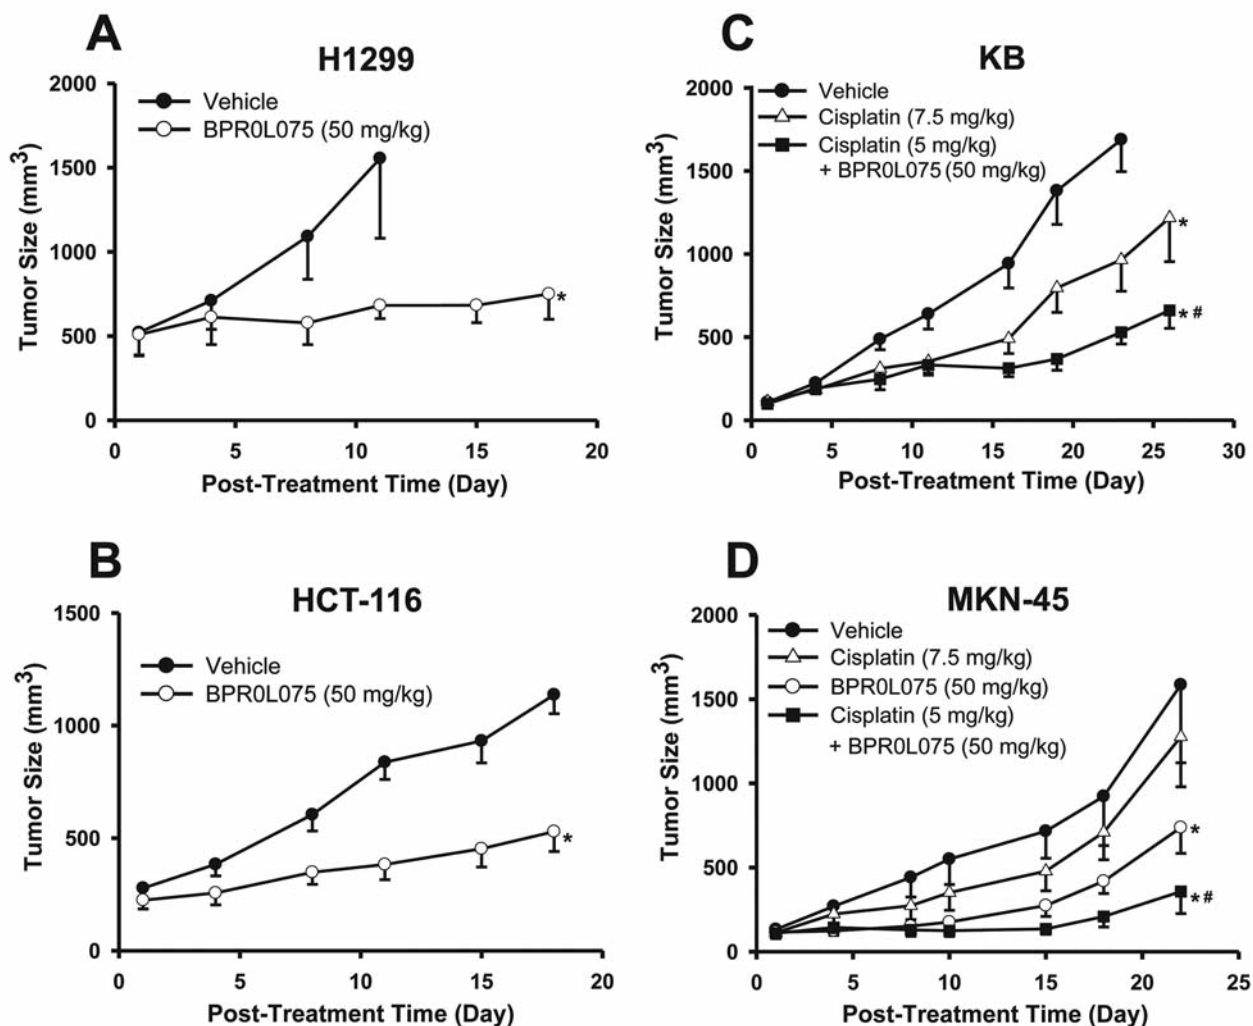 A
H1299
2000
1500
1000
500
0
Tumor Size (mm3)
Vehicle
BPR0L075 (50 mg/kg)
*
0 5 10 15 20
Post-Treatment Time (Day)
C
KB
2000
1500
1000
500
0
Tumor Size (mm3)
Vehicle
Cisplatin (7.5 mg/kg)
Cisplatin (5 mg/kg)
+ BPR0L075 (50 mg/kg)
*
* #
0 5 10 15 20 25 30
Post-Treatment Time (Day)
B
HCT-116
1500
1000
500
0
Tumor Size (mm3)
Vehicle
BPR0L075 (50 mg/kg)
*
0 5 10 15 20
Post-Treatment Time (Day)
D
MKN-45
2000
1500
1000
500
0
Tumor Size (mm3)
Vehicle
Cisplatin (7.5 mg/kg)
BPR0L075 (50 mg/kg)
Cisplatin (5 mg/kg)
+ BPR0L075 (50 mg/kg)
*
* #
0 5 10 15 20 25
Post-Treatment Time (Day)